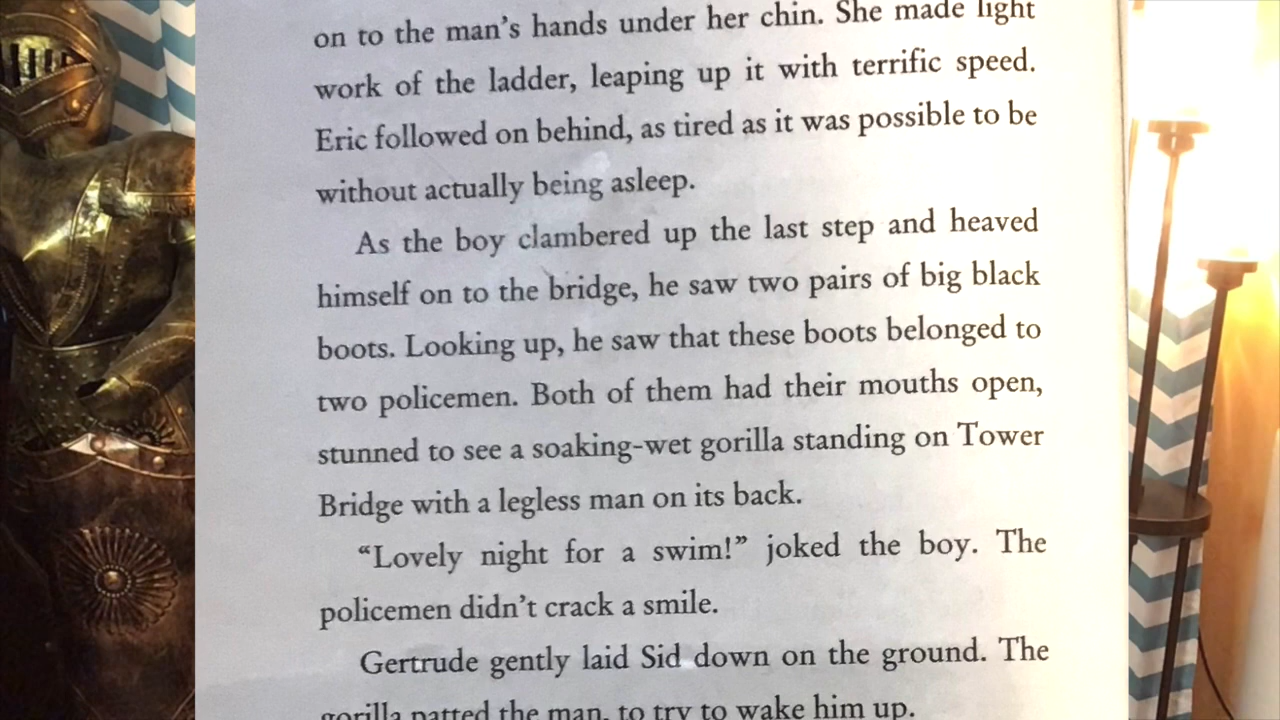 on to the man's hands under her chin. She made light
work of the ladder, leaping up it with terrific speed.
Eric followed on behind, as tired as it was possible to be
without actually being asleep.
As the boy clambered up the last step and heaved
himself on to the bridge, he saw two pairs of big black
boots. Looking up, he saw that these boots belonged to
two policemen. Both of them had their mouths open,
stunned to see a soaking-wet gorilla standing on Tower
Bridge with a legless man on its back.
“Lovely night for a swim!” joked the boy. The
policemen didn't crack a smile.
Gertrude gently laid Sid down on the ground. The
gorilla patted the man, to try to wake him up.